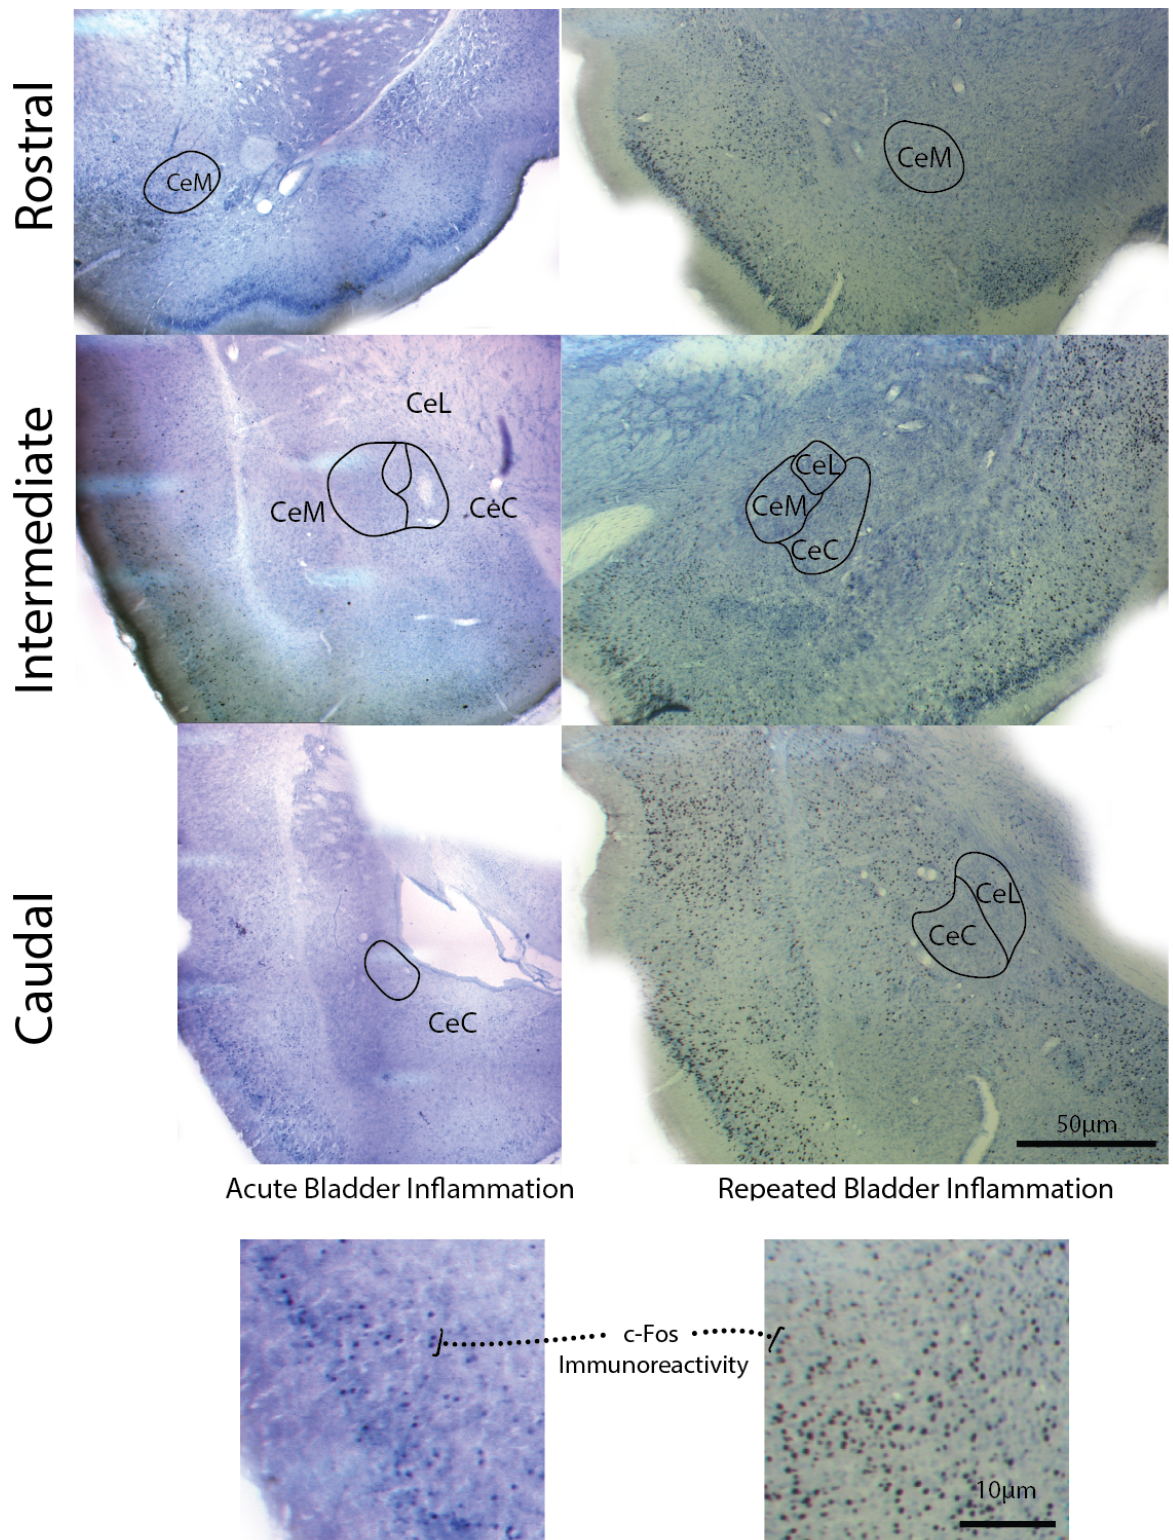 Rostral
CeM
CeM
Intermediate
CeL
CeM
CeC
CeL
CeM
CeC
Caudal
CeC
CeL
CeC
50µm
Acute Bladder Inflammation
Repeated Bladder Inflammation
c-Fos
Immunoreactivity
10µm